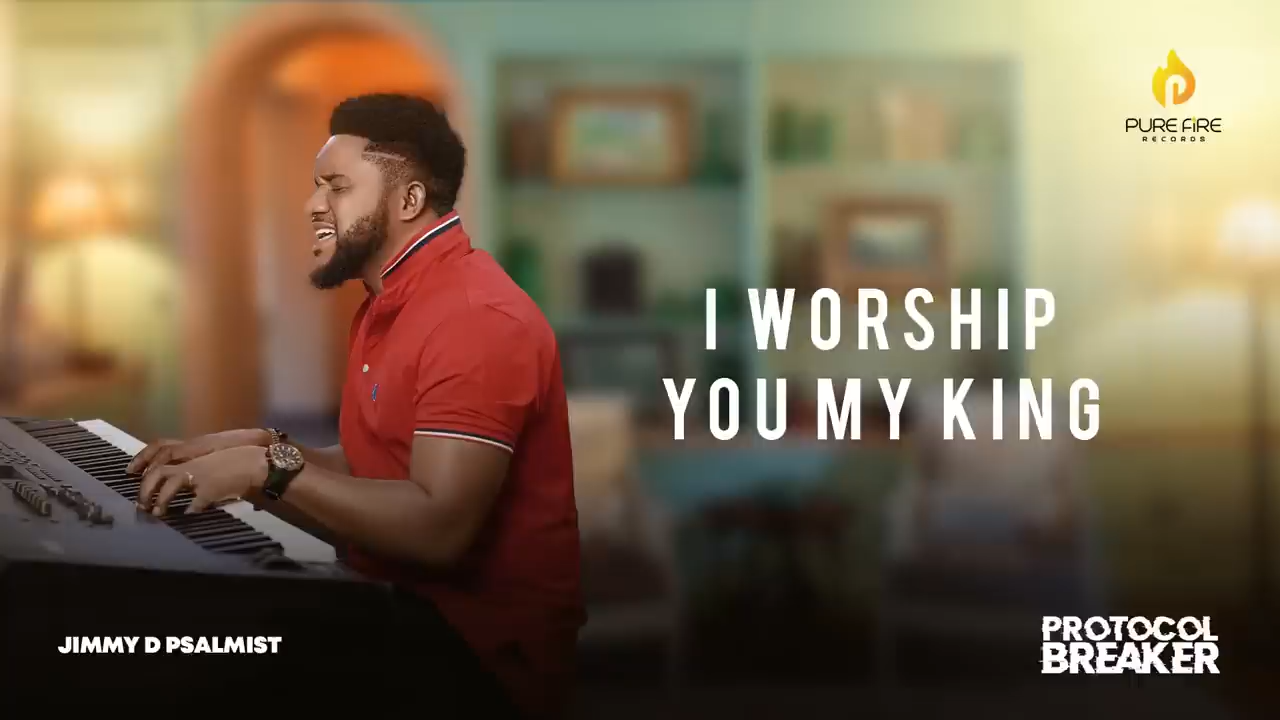 PURE FiRE
RECORDS
I WORSHIP
YOU MY KING
JIMMY D PSALMIST
PROTOCOL
BREAKER